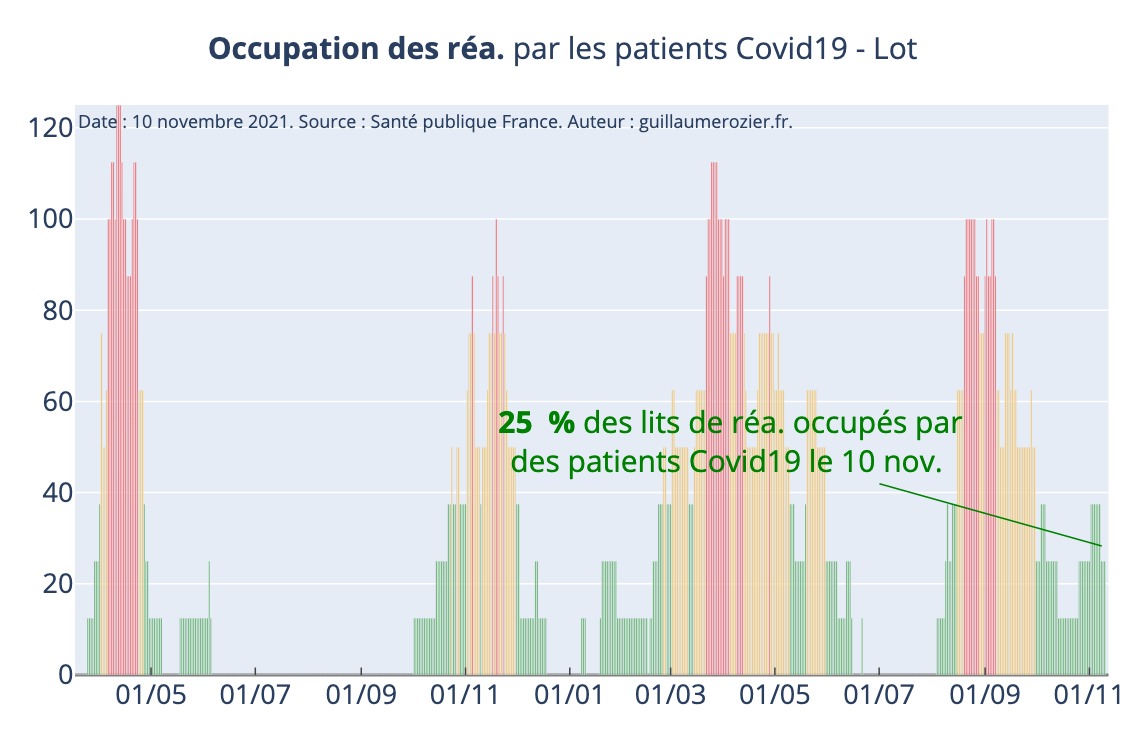 Occupation des réa. par les patients Covid19 - Lot
Date : 10 novembre 2021. Source : Santé publique France. Auteur : guillaumerozier.fr.
120
100
80
60
40
20
0
25 % des lits de réa. occupés par
des patients Covid19 le 10 nov.
01/05 01/07 01/09 01/11 01/01 01/03 01/05 01/07 01/09 01/11